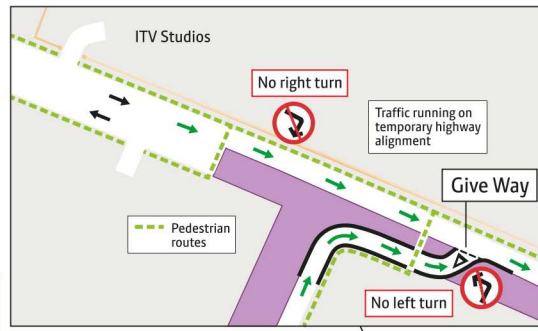 ITV Studios
No right turn
Traffic running on
temporary highway
alignment
Give Way
Pedestrian
routes
No left turn